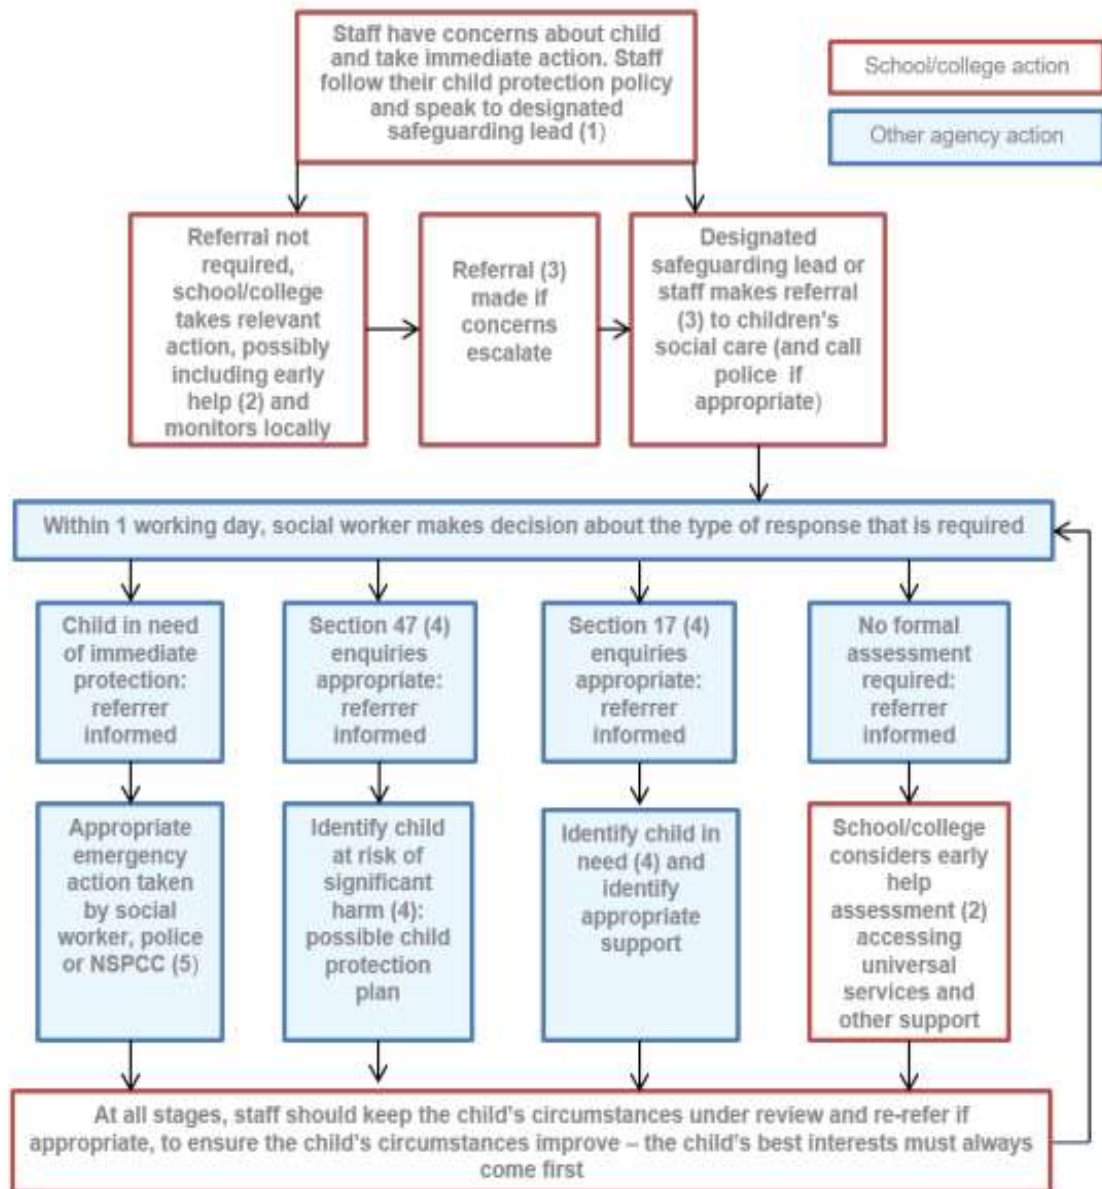 Staff have concerns about child
and take immediate action. Staff
follow their child protection policy
and speak to designated
safeguarding lead (1)
School/college action
Other agency action
Referral not
required,
school/college
takes relevant
action, possibly
including early
help (2) and
monitors locally
Referral (3)
made if
concerns
escalate
Designated
safeguarding lead or
staff makes referral
(3) to children's
social care (and call
police if
appropriate)
Within 1 working day, social worker makes decision about the type of response that is required
Child in need
of immediate
protection:
referrer
informed
Section 47 (4)
enquiries
appropriate:
referrer
informed
Section 17 (4)
enquiries
appropriate:
referrer
informed
No formal
assessment
required:
referrer
informed
Appropriate
emergency
action taken
by social
worker, police
or NSPCC (5)
Identify child
at risk of
significant
harm (4):
possible child
protection
plan
Identify child in
need (4) and
identify
appropriate
support
School/college
considers early
help
assessment (2)
accessing
universal
services and
other support
At all stages, staff should keep the child's circumstances under review and re-refer if
appropriate, to ensure the child's circumstances improve – the child's best interests must always
come first